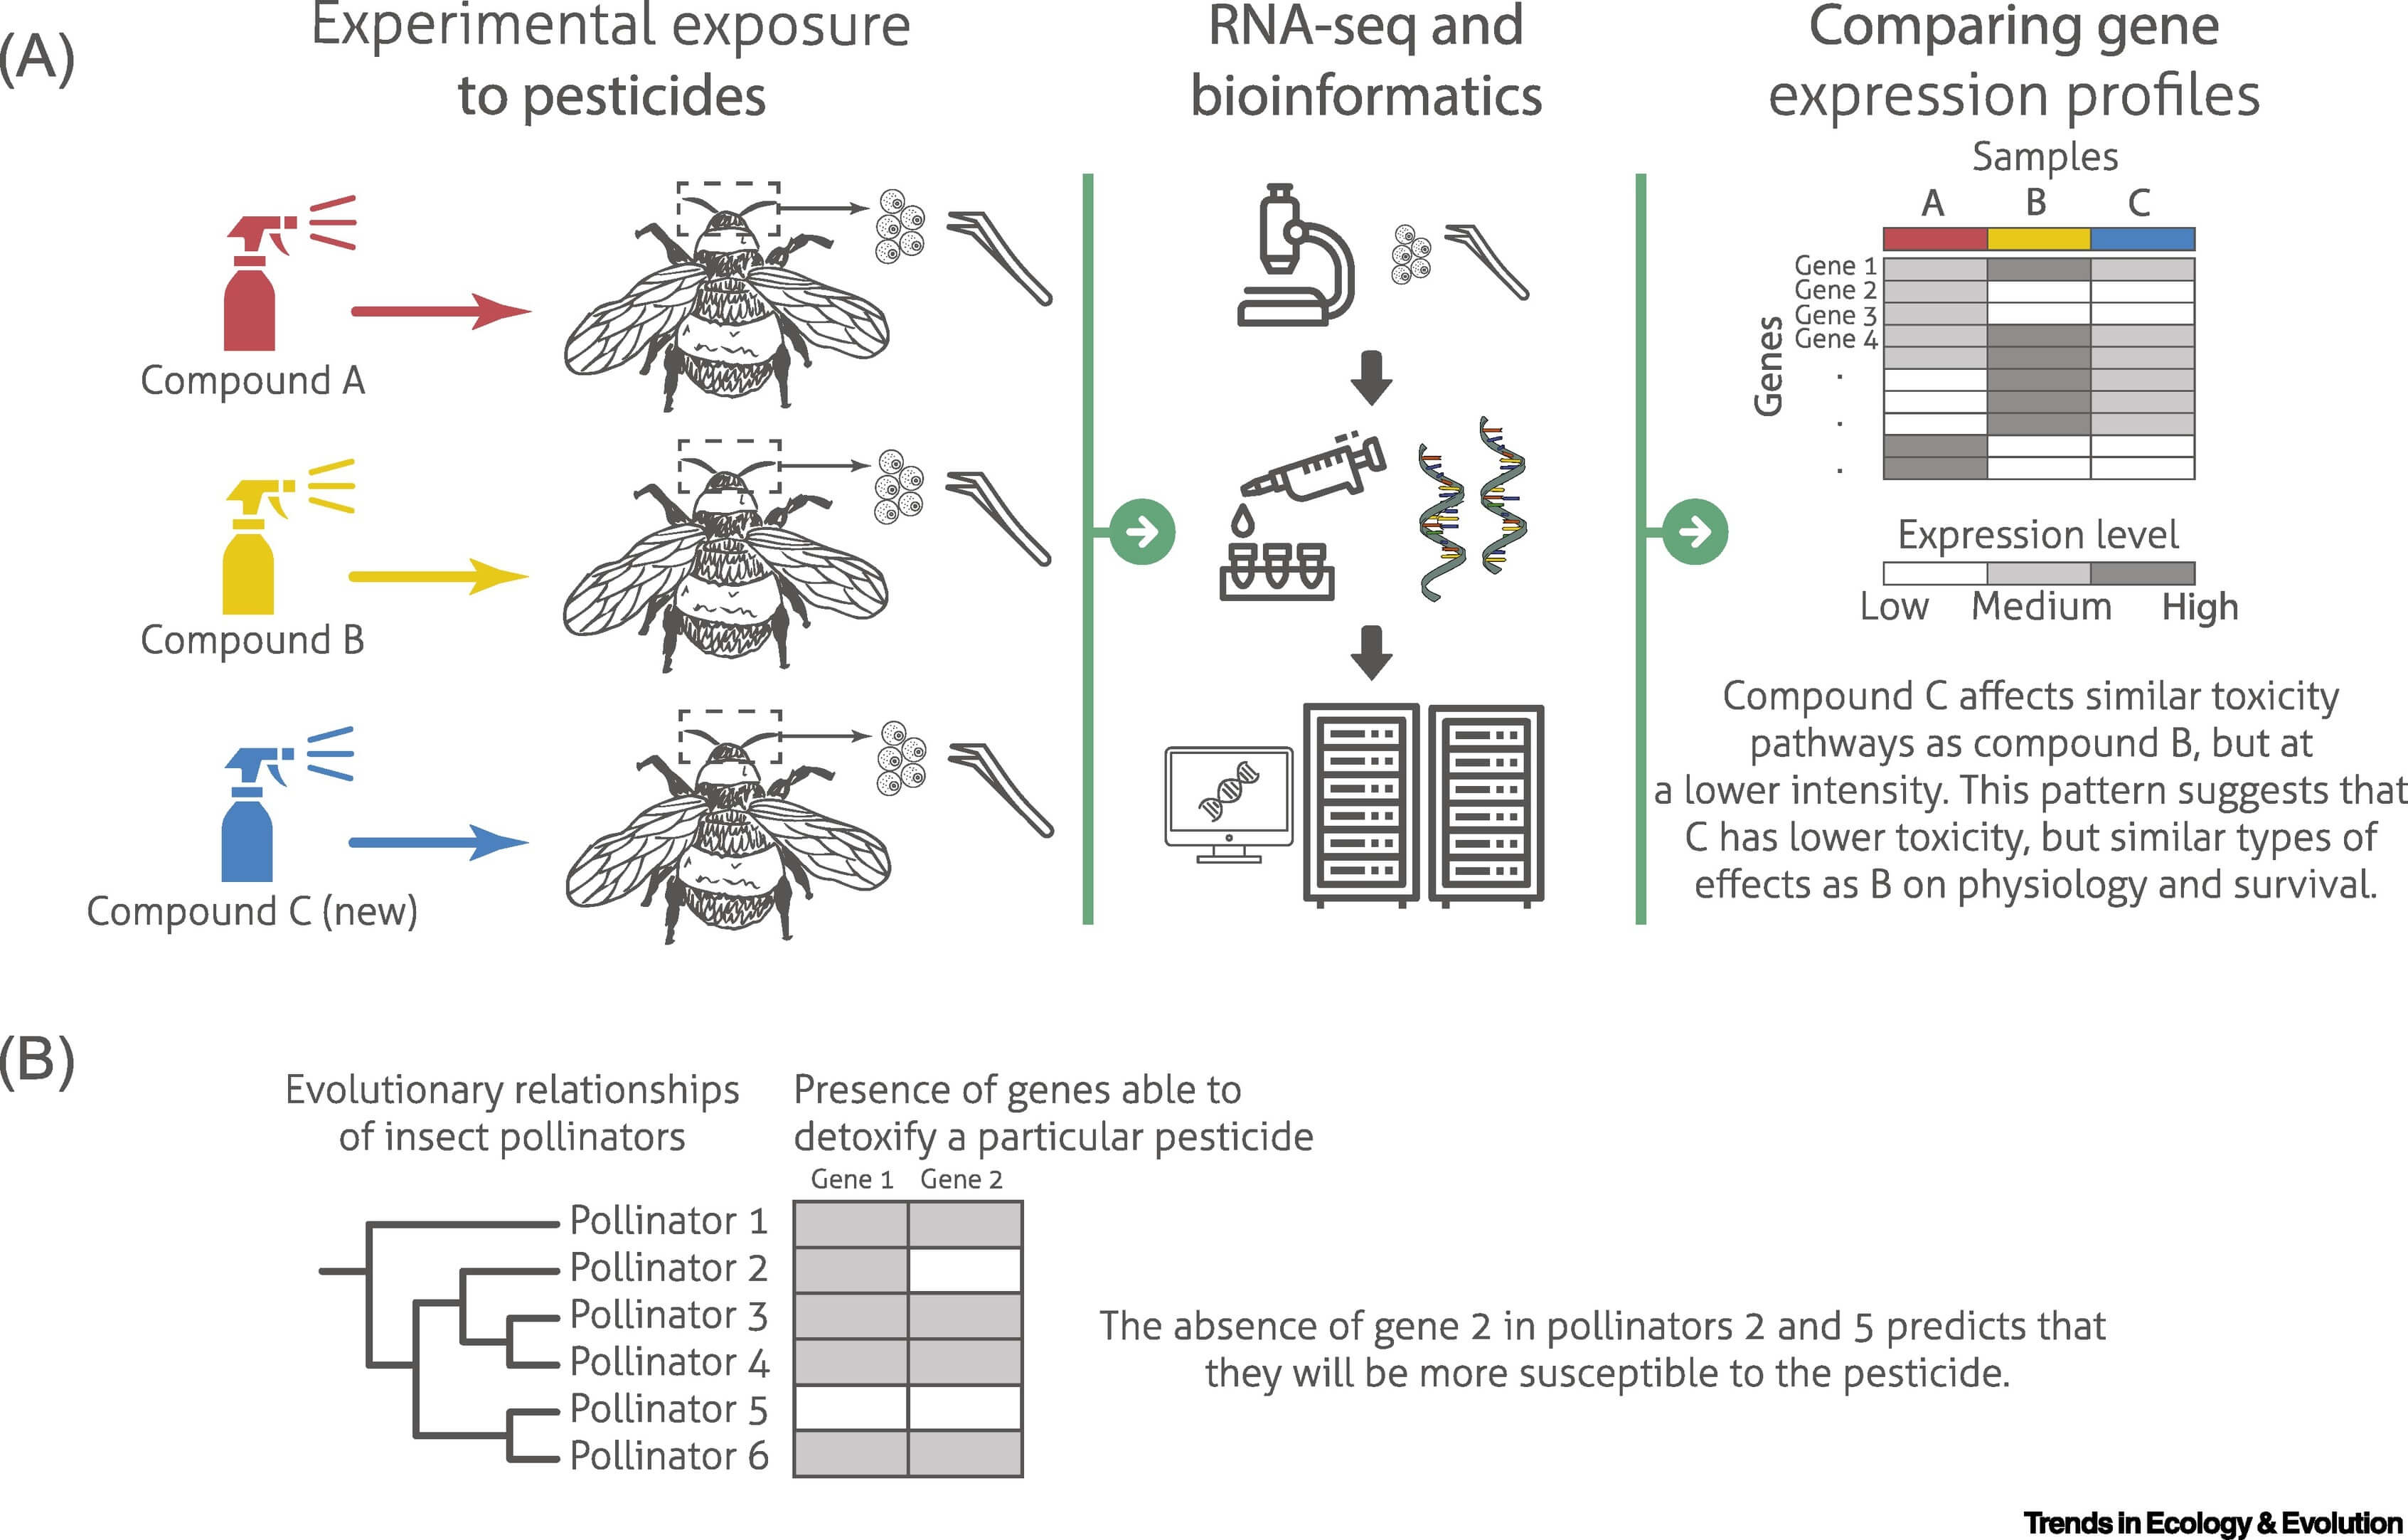 (A)
Experimental exposure
to pesticides
RNA-seq and
bioinformatics
Comparing gene
expression profiles
Compound A
Compound B
Compound C (new)
Samples
A B C
Genes
Gene 1
Gene 2
Gene 3
Gene 4
.
.
.
Expression level
Low Medium High
Compound C affects similar toxicity
pathways as compound B, but at
a lower intensity. This pattern suggests that
C has lower toxicity, but similar types of
effects as B on physiology and survival.
(B)
Evolutionary relationships
of insect pollinators
Presence of genes able to
detoxify a particular pesticide
Gene 1 Gene 2
Pollinator 1
Pollinator 2
Pollinator 3
Pollinator 4
Pollinator 5
Pollinator 6
The absence of gene 2 in pollinators 2 and 5 predicts that
they will be more susceptible to the pesticide.
Trends in Ecology & Evolution